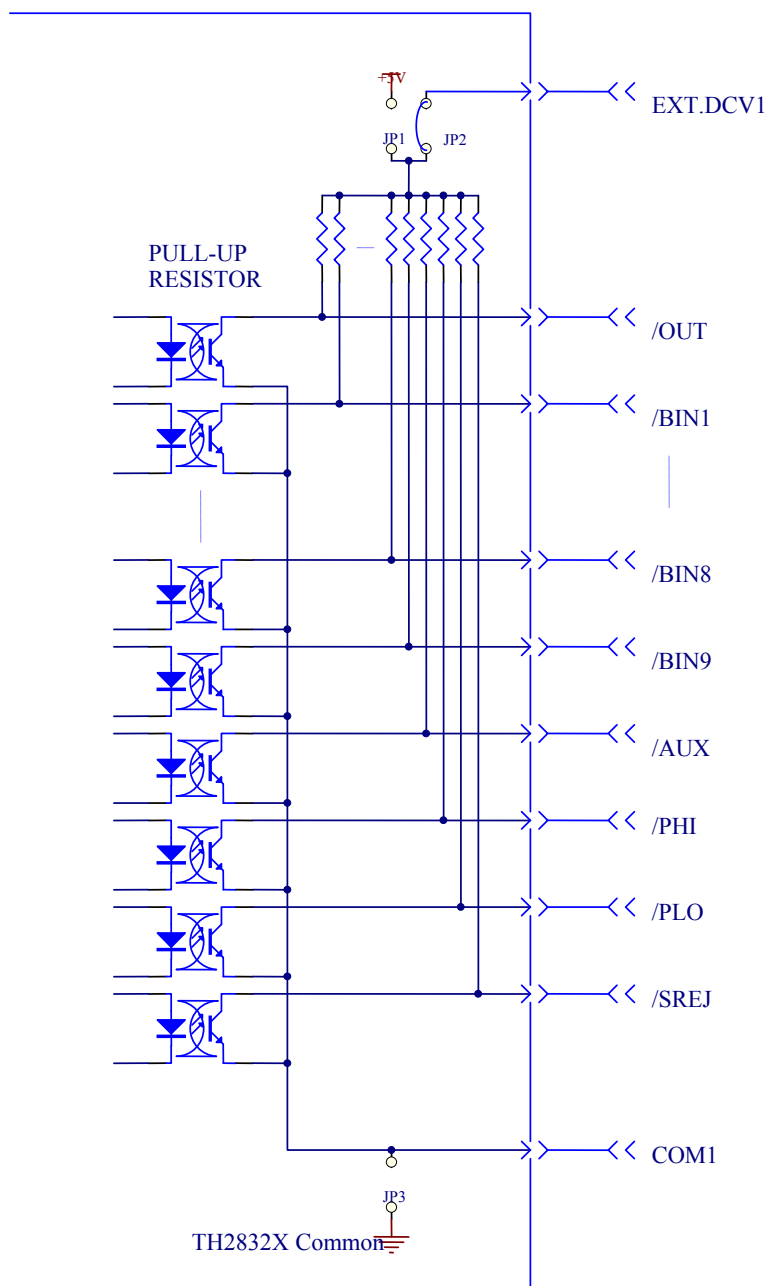 +5V
EXT.DCV1
JP1
JP2
PULL-UP
RESISTOR
/OUT
/BIN1
/BIN8
/BIN9
/AUX
/PHI
/PLO
/SREJ
COM1
JP3
TH2832X Common